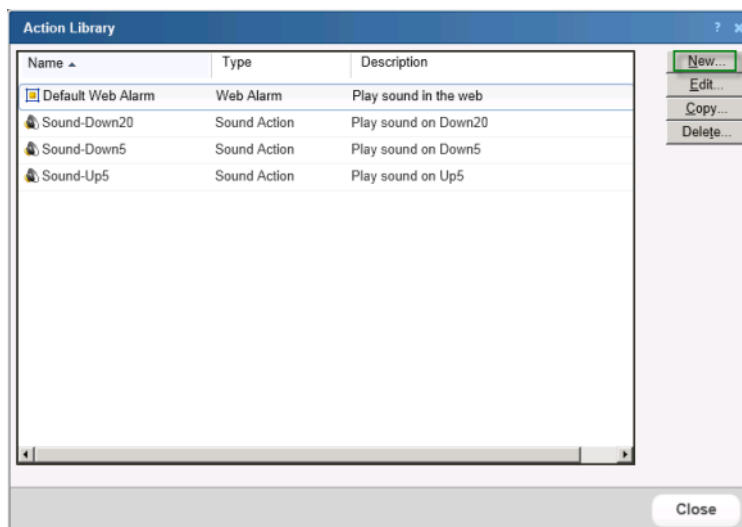 Action Library
Name Type Description
Default Web Alarm Web Alarm Play sound in the web
Sound-Down20 Sound Action Play sound on Down20
Sound-Down5 Sound Action Play sound on Down5
Sound-Up5 Sound Action Play sound on Up5
New...
Edit...
Copy...
Delete...
Close